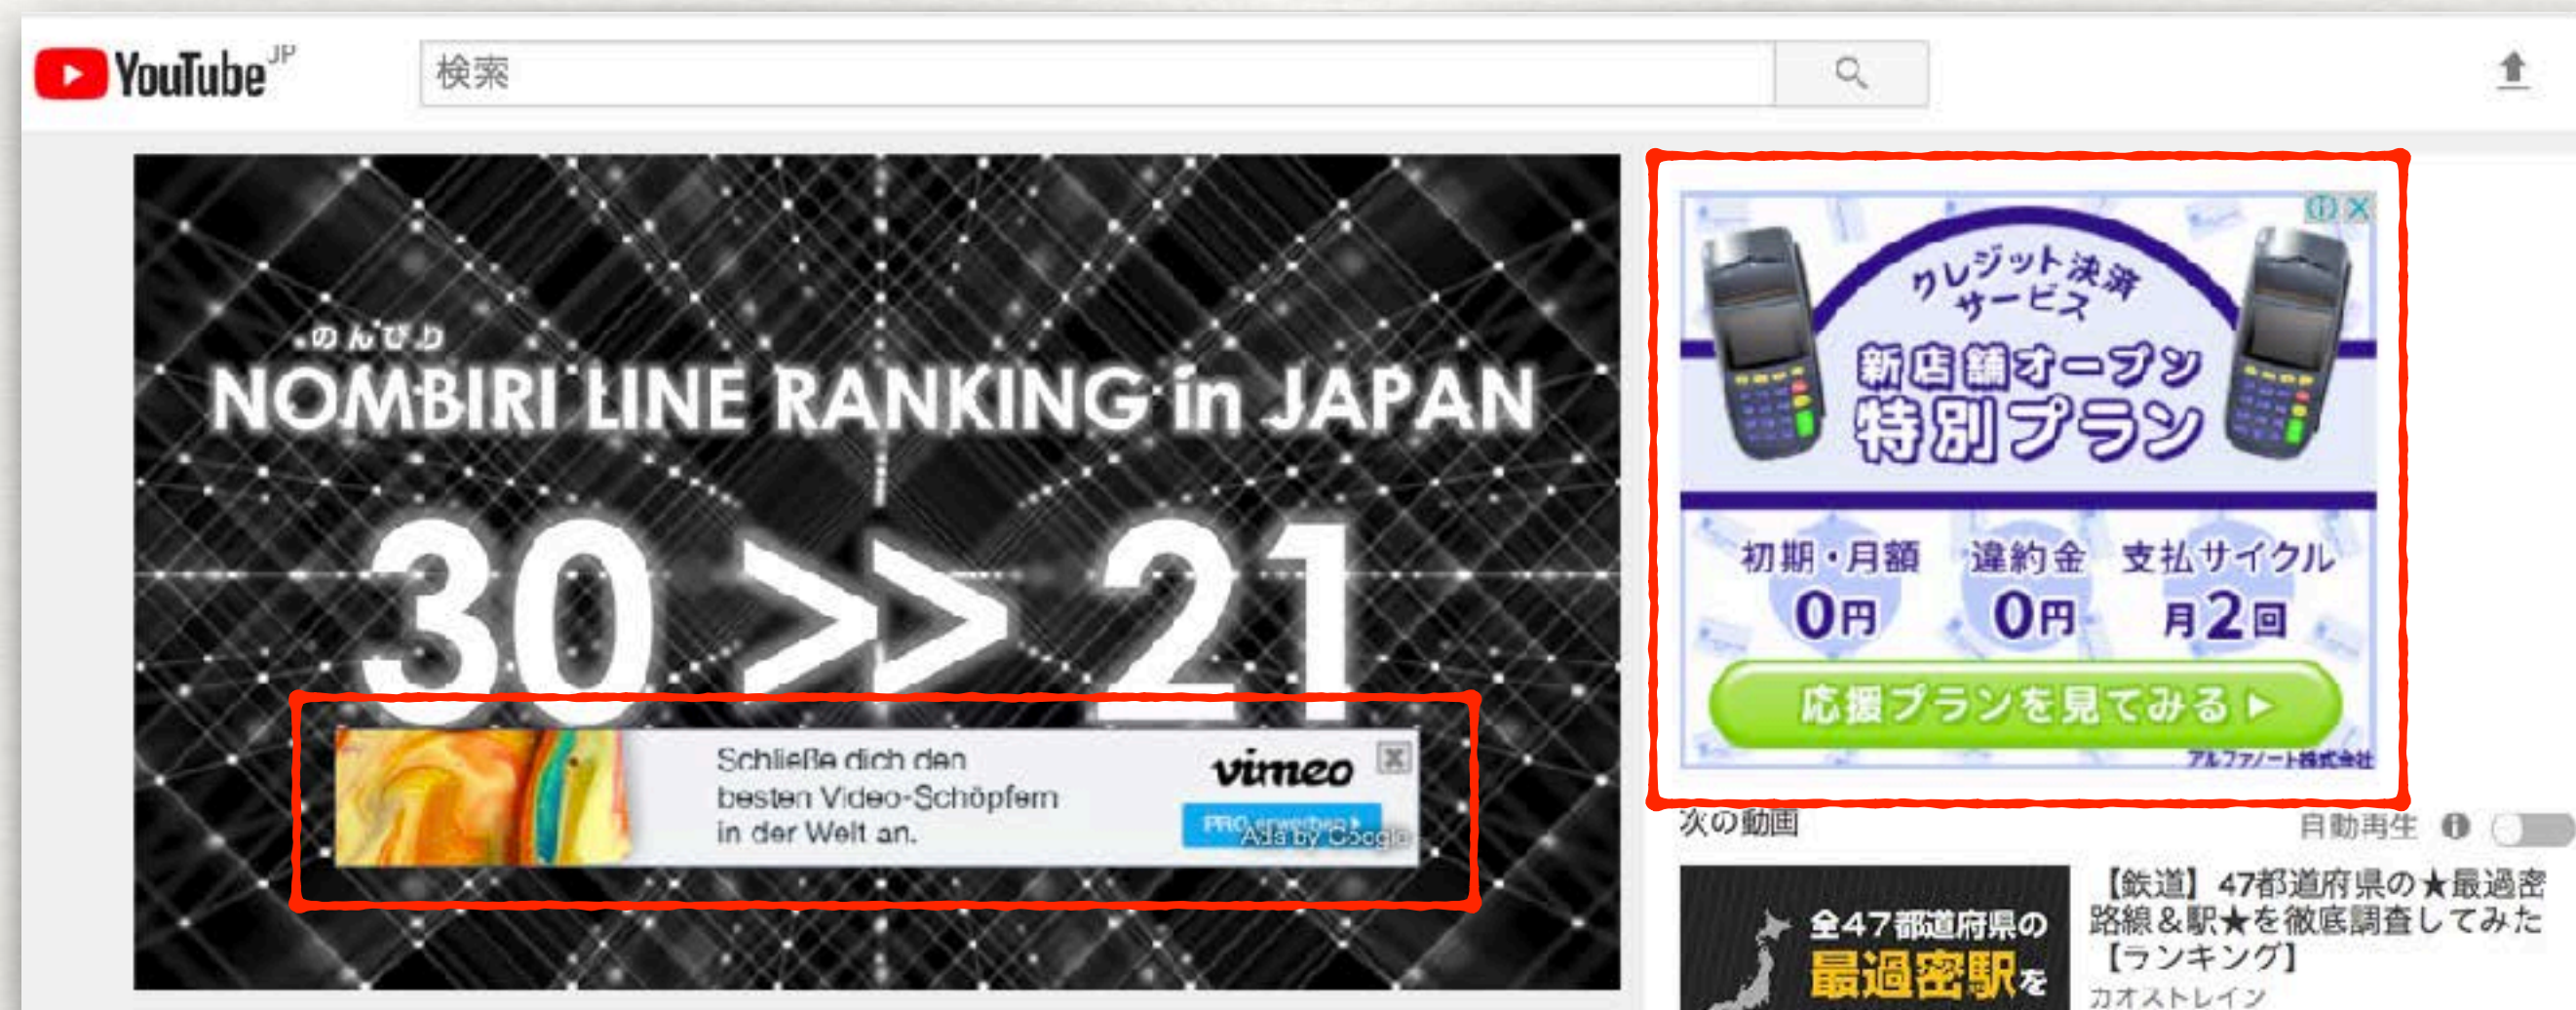 YouTube JP
検索
のんびり
NOMBIRI LINE RANKING in JAPAN
30 >> 21
Schließe dich den
besten Video-Schöpfern
in der Welt an.
vimeo
PRO erwerben
Ads by Google
クレジット決済
サービス
新店舗オープン
特別プラン
初期・月額 違約金 支払サイクル
0円 0円 月2回
応援プランを見てみる
アルファノート株式会社
次の動画
自動再生
全47都道府県の
最過密駅を
【鉄道】47都道府県の★最過密
路線&駅★を徹底調査してみた
【ランキング】
カオストレイン